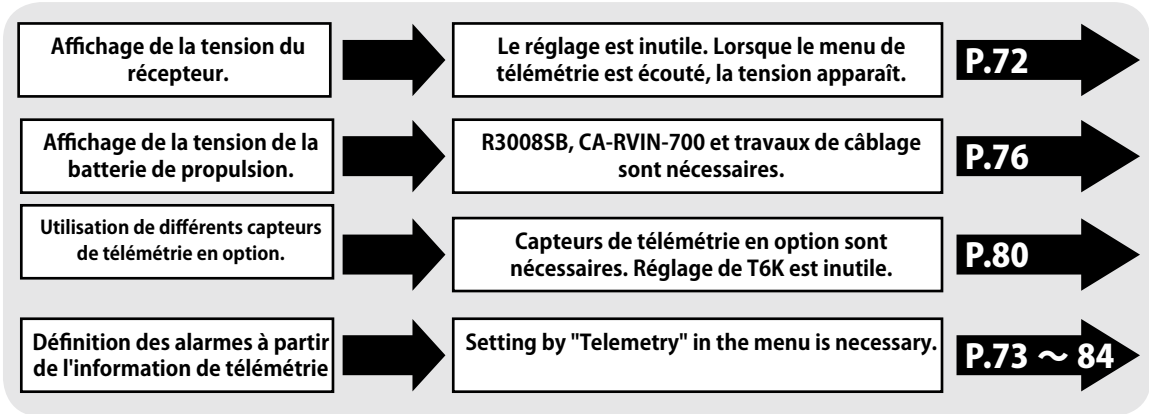 Affichage de la tension du
récepteur.
Le réglage est inutile. Lorsque le menu de
télémétrie est écouté, la tension apparaît.
P.72
Affichage de la tension de la
batterie de propulsion.
R3008SB, CA-RVIN-700 et travaux de câblage
sont nécessaires.
P.76
Utilisation de différents capteurs
de télémétrie en option.
Capteurs de télémétrie en option sont
nécessaires. Réglage de T6K est inutile.
P.80
Définition des alarmes à partir
de l'information de télémétrie
Setting by "Telemetry" in the menu is necessary.
P.73 ～ 84